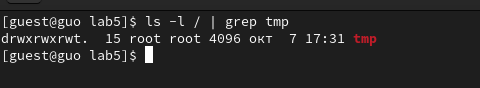 [guest@guo lab5]$ ls -l / | grep tmp
drwxrwxrwt.  15 root root 4096 окт  7 17:31 tmp
[guest@guo lab5]$